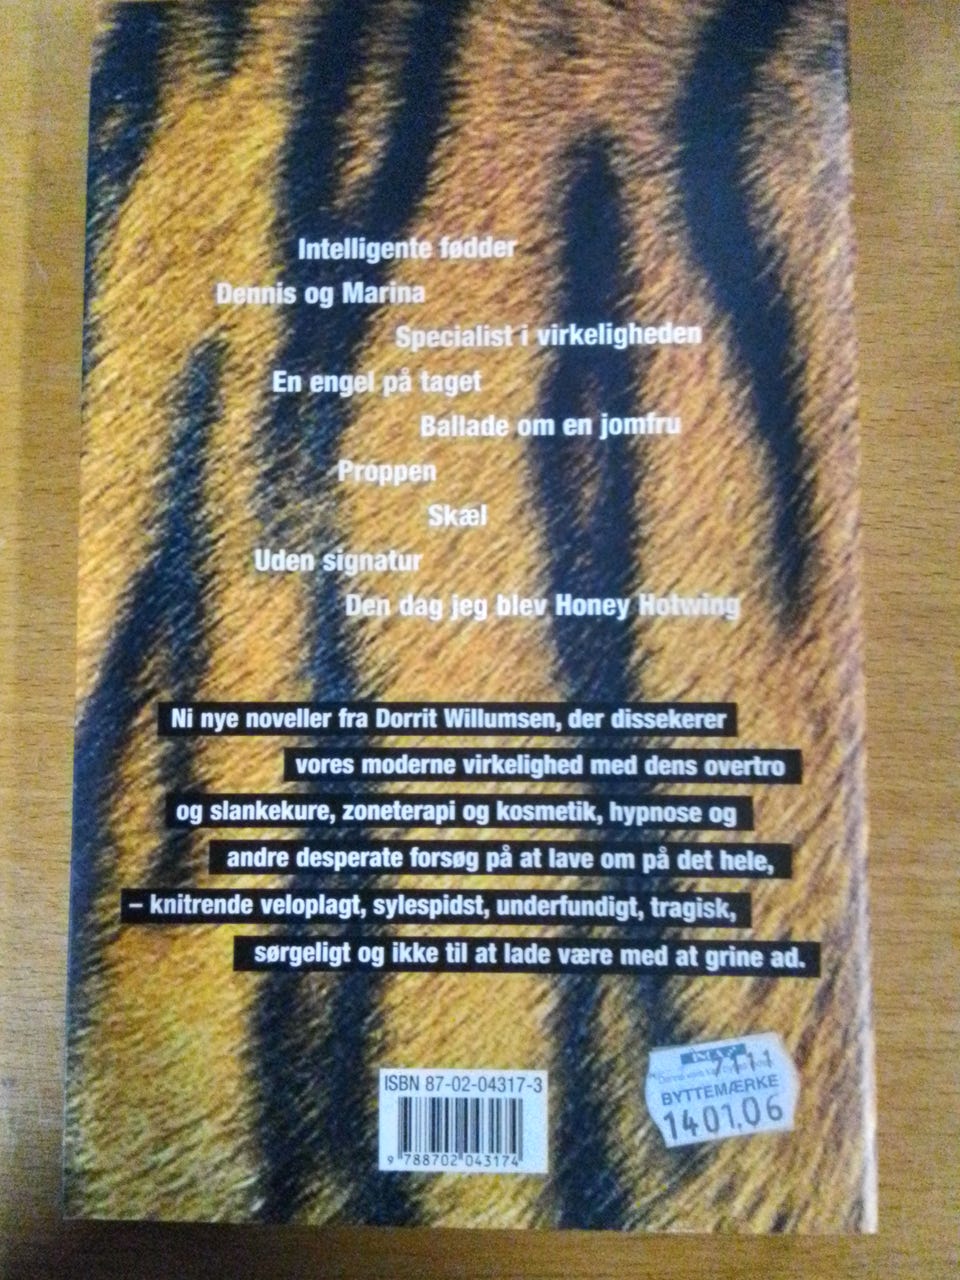 Intelligente fødder
Dennis og Marina
Specialist i virkeligheden
En engel på taget
Ballade om en jomfru
Proppen
Skæl
Uden signatur
Den dag jeg blev Honey Hotwing
Ni nye noveller fra Dorrit Willumsen, der dissekerer
vores moderne virkelighed med dens overtro
og slankekure, zoneterapi og kosmetik, hypnose og
andre desperate forsøg på at lave om på det hele,
– knitrende veloplagt, sylespidst, underfundigt, tragisk,
sørgeligt og ikke til at lade være med at grine ad.
ISBN 87-02-04317-3
9 788702 043174
7111
BYTTEMÆRKE
14.01.06